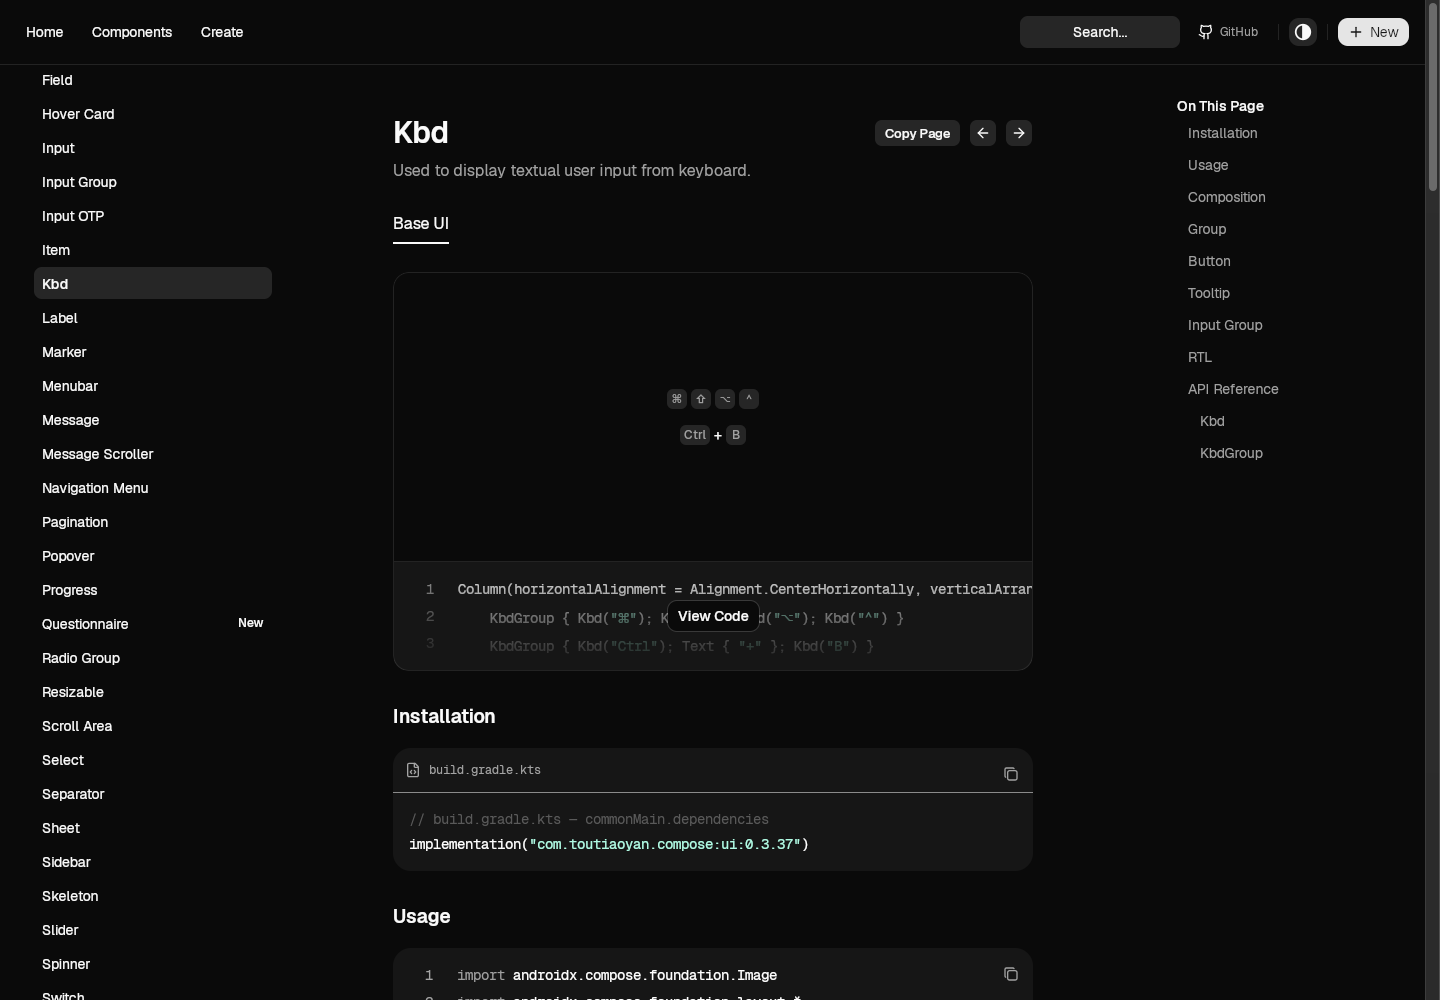 Home
Components
Create
Search...
GitHub
New
Field
Hover Card
Input
Input Group
Input OTP
Item
Kbd
Label
Marker
Menubar
Message
Message Scroller
Navigation Menu
Pagination
Popover
Progress
Questionnaire New
Radio Group
Resizable
Scroll Area
Select
Separator
Sheet
Sidebar
Skeleton
Slider
Spinner
Switch
Kbd
Copy Page
Used to display textual user input from keyboard.
Base UI
⌘ ⇧ ⌥ ^
Ctrl + B
1 Column(horizontalAlignment = Alignment.CenterHorizontally, verticalArran
2 KbdGroup { Kbd("⌘"); K d("⌥"); Kbd("^") }
View Code
3 KbdGroup { Kbd("Ctrl"); Text { "+" }; Kbd("B") }
Installation
build.gradle.kts
// build.gradle.kts — commonMain.dependencies
implementation("com.toutiaoyan.compose:ui:0.3.37")
Usage
1 import androidx.compose.foundation.Image
On This Page
Installation
Usage
Composition
Group
Button
Tooltip
Input Group
RTL
API Reference
Kbd
KbdGroup